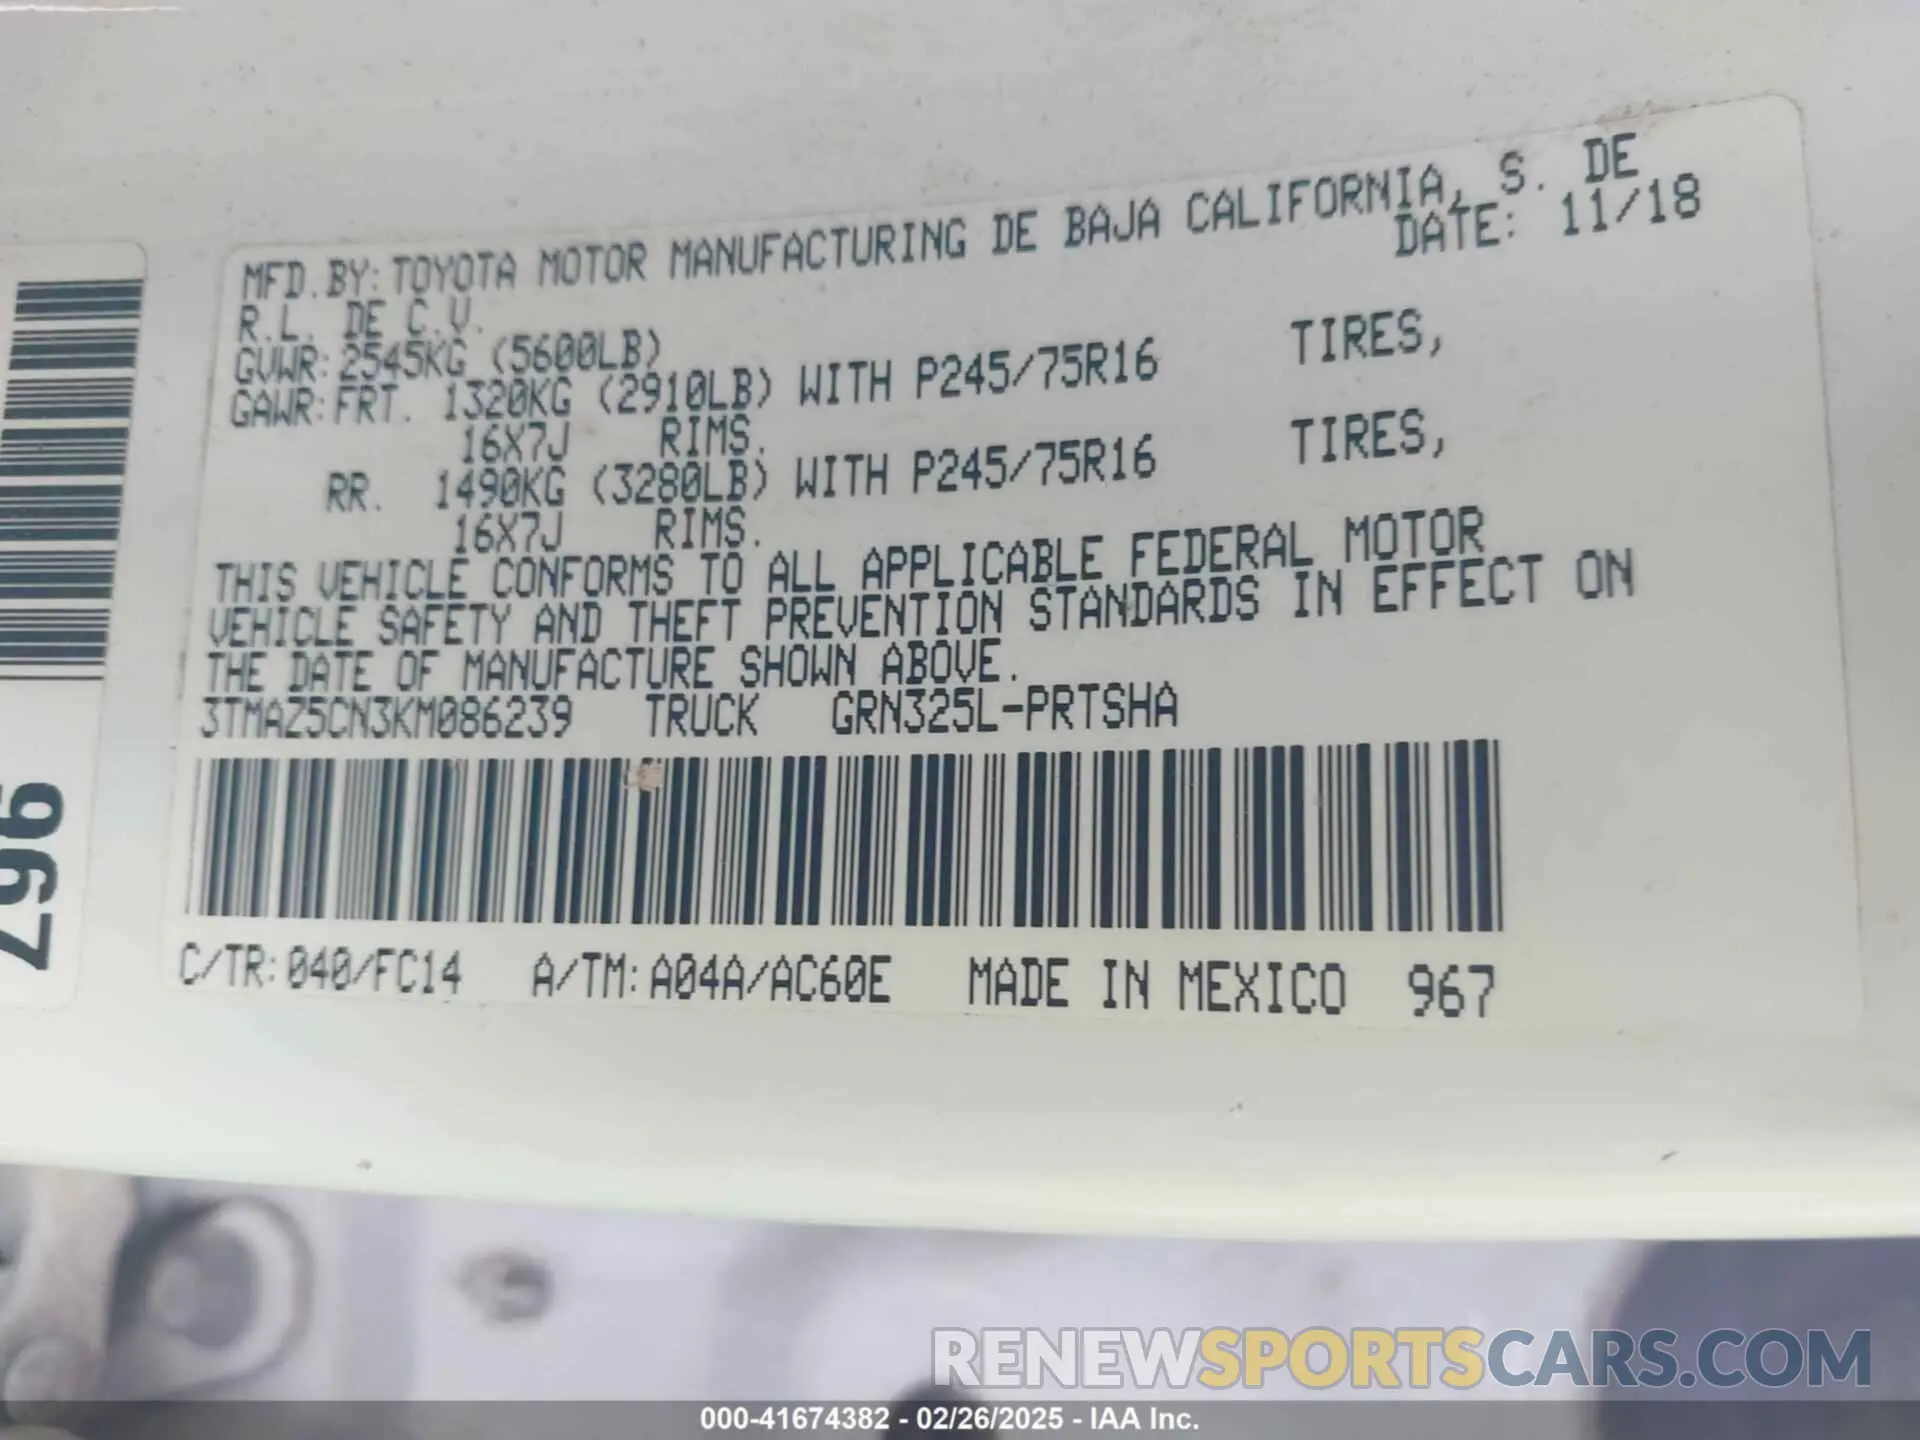 MFD.BY:TOYOTA MOTOR MANUFACTURING DE BAJA CALIFORNIA, S. DE
R.L. DE C.V. DATE: 11/18
GVWR:2545KG (5600LB)
GAWR:FRT. 1320KG (2910LB) WITH P245/75R16 TIRES,
16X7J RIMS.
RR. 1490KG (3280LB) WITH P245/75R16 TIRES,
16X7J RIMS.
THIS VEHICLE CONFORMS TO ALL APPLICABLE FEDERAL MOTOR
VEHICLE SAFETY AND THEFT PREVENTION STANDARDS IN EFFECT ON
THE DATE OF MANUFACTURE SHOWN ABOVE.
3TMAZ5CN3KM086239 TRUCK GRN325L-PRTSHA
C/TR:040/FC14 A/TM:A04A/AC60E MADE IN MEXICO 967
967
RENEWSPORTSCARS.COM
000-41674382 - 02/26/2025 - IAA Inc.